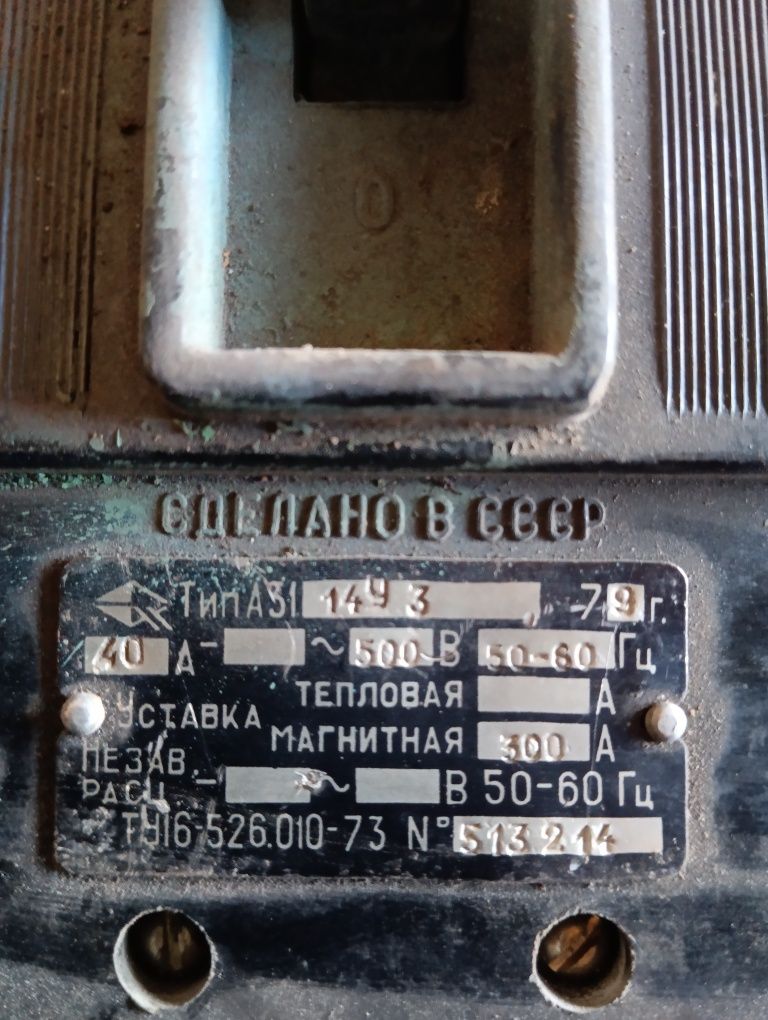 0
СДЕЛАНО В СССР
Тип А31 14У3 79 г.
40 А - ~ 500 В 50-60 Гц
УСТАВКА ТЕПЛОВАЯ А
МАГНИТНАЯ 300 А
НЕЗАВ. РАСЦ. - ~ В 50-60 Гц
ТУ16-526.010-73 N° 513214